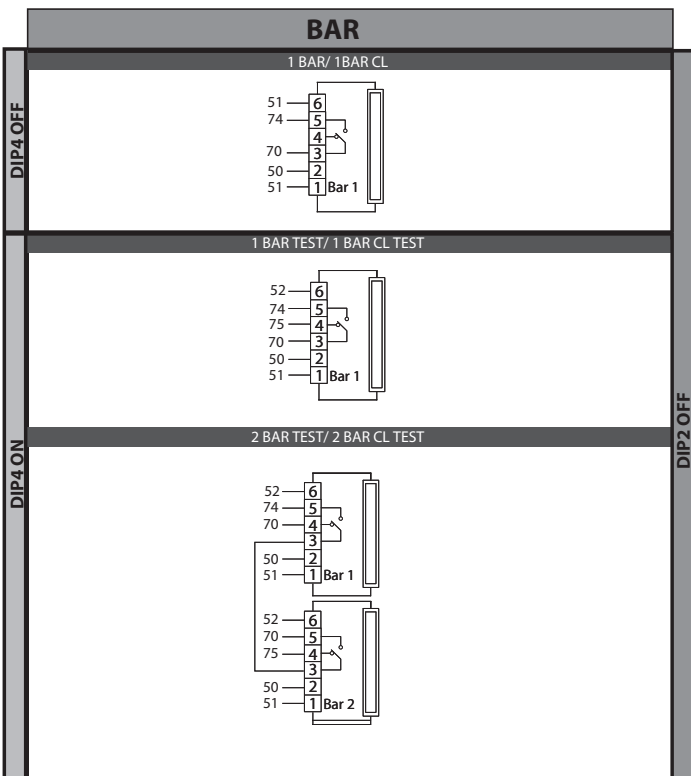 BAR
1 BAR/ 1BAR CL
DIP4 OFF
51 6
74 5
4
70 3
50 2
51 1 Bar 1
1 BAR TEST/ 1 BAR CL TEST
52 6
74 5
75 4
70 3
50 2
51 1 Bar 1
DIP4 ON
DIP2 OFF
2 BAR TEST/ 2 BAR CL TEST
52 6
74 5
70 4
3
50 2
51 1 Bar 1
52 6
70 5
75 4
3
50 2
51 1 Bar 2